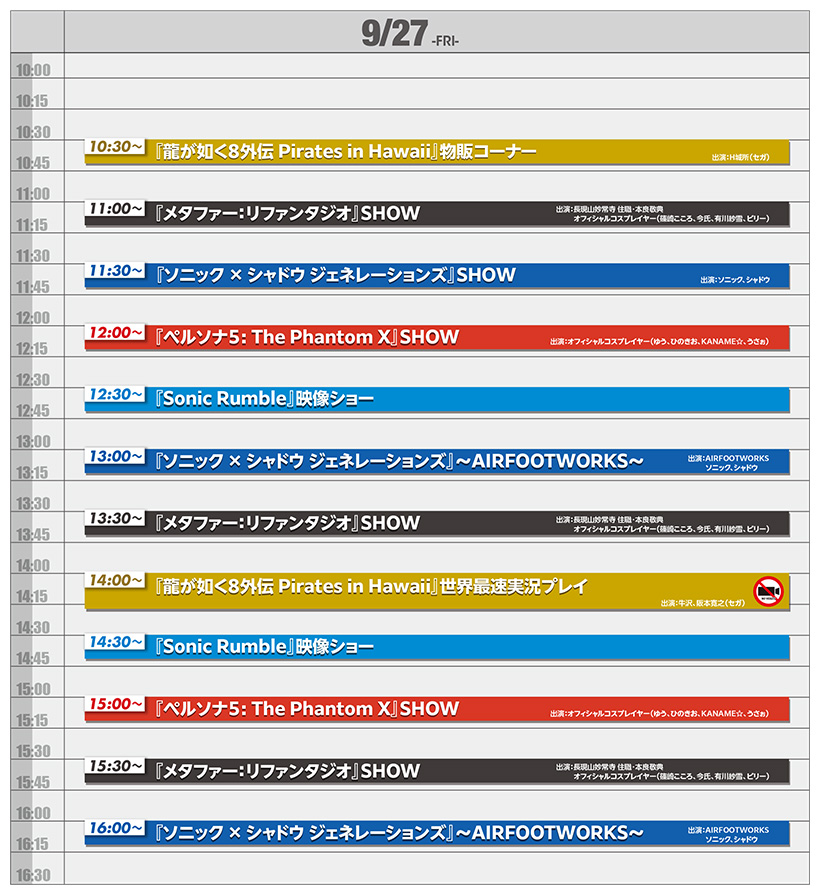 9/27 -FRI-
10:00
10:15
10:30
10:30~ 『龍が如く8外伝 Pirates in Hawaii』物販コーナー
出演:H城所(セガ)
10:45
11:00
11:00~ 『メタファー:リファンタジオ』SHOW
出演:長現山妙常寺 住職・本良敬典
オフィシャルコスプレイヤー(篠崎こころ、今氏、有川紗雪、ビリー)
11:15
11:30
11:30~ 『ソニック × シャドウ ジェネレーションズ』SHOW
出演:ソニック、シャドウ
11:45
12:00
12:00~ 『ペルソナ5: The Phantom X』SHOW
出演:オフィシャルコスプレイヤー(ゆう、ひのきお、KANAME☆、うさぉ)
12:15
12:30
12:30~ 『Sonic Rumble』映像ショー
12:45
13:00
13:00~ 『ソニック × シャドウ ジェネレーションズ』~AIRFOOTWORKS~
出演:AIRFOOTWORKS
ソニック、シャドウ
13:15
13:30
13:30~ 『メタファー:リファンタジオ』SHOW
出演:長現山妙常寺 住職・本良敬典
オフィシャルコスプレイヤー(篠崎こころ、今氏、有川紗雪、ビリー)
13:45
14:00
14:00~ 『龍が如く8外伝 Pirates in Hawaii』世界最速実況プレイ
出演:牛沢、阪本寛之(セガ)
14:15
14:30
14:30~ 『Sonic Rumble』映像ショー
14:45
15:00
15:00~ 『ペルソナ5: The Phantom X』SHOW
出演:オフィシャルコスプレイヤー(ゆう、ひのきお、KANAME☆、うさぉ)
15:15
15:30
15:30~ 『メタファー:リファンタジオ』SHOW
出演:長現山妙常寺 住職・本良敬典
オフィシャルコスプレイヤー(篠崎こころ、今氏、有川紗雪、ビリー)
15:45
16:00
16:00~ 『ソニック × シャドウ ジェネレーションズ』~AIRFOOTWORKS~
出演:AIRFOOTWORKS
ソニック、シャドウ
16:15
16:30